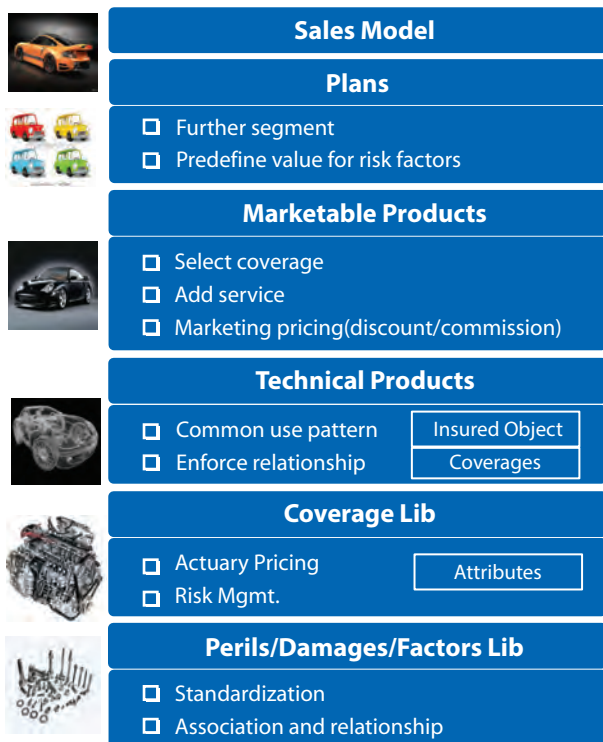 Sales Model
Plans
Further segment
Predefine value for risk factors
Marketable Products
Select coverage
Add service
Marketing pricing(discount/commission)
Technical Products
Common use pattern
Insured Object
Enforce relationship
Coverages
Coverage Lib
Actuary Pricing
Attributes
Risk Mgmt.
Perils/Damages/Factors Lib
Standardization
Association and relationship